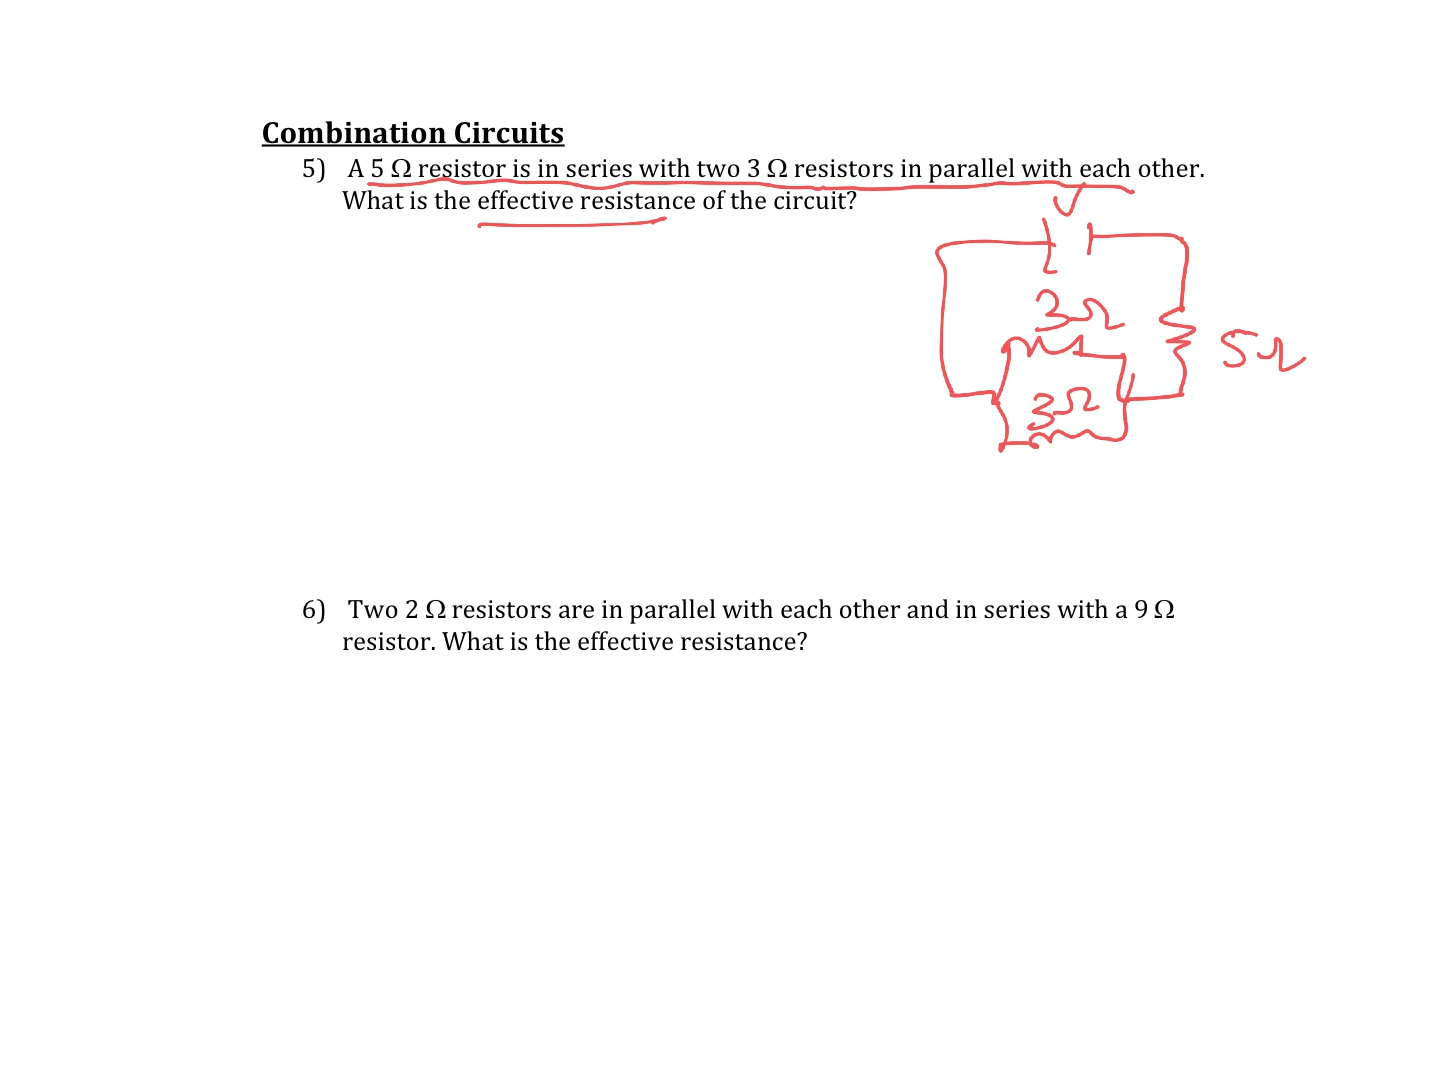 Combination Circuits
5) A 5 Ω resistor is in series with two 3 Ω resistors in parallel with each other.
What is the effective resistance of the circuit?
V
3Ω
5Ω
3Ω
6) Two 2 Ω resistors are in parallel with each other and in series with a 9 Ω
resistor. What is the effective resistance?